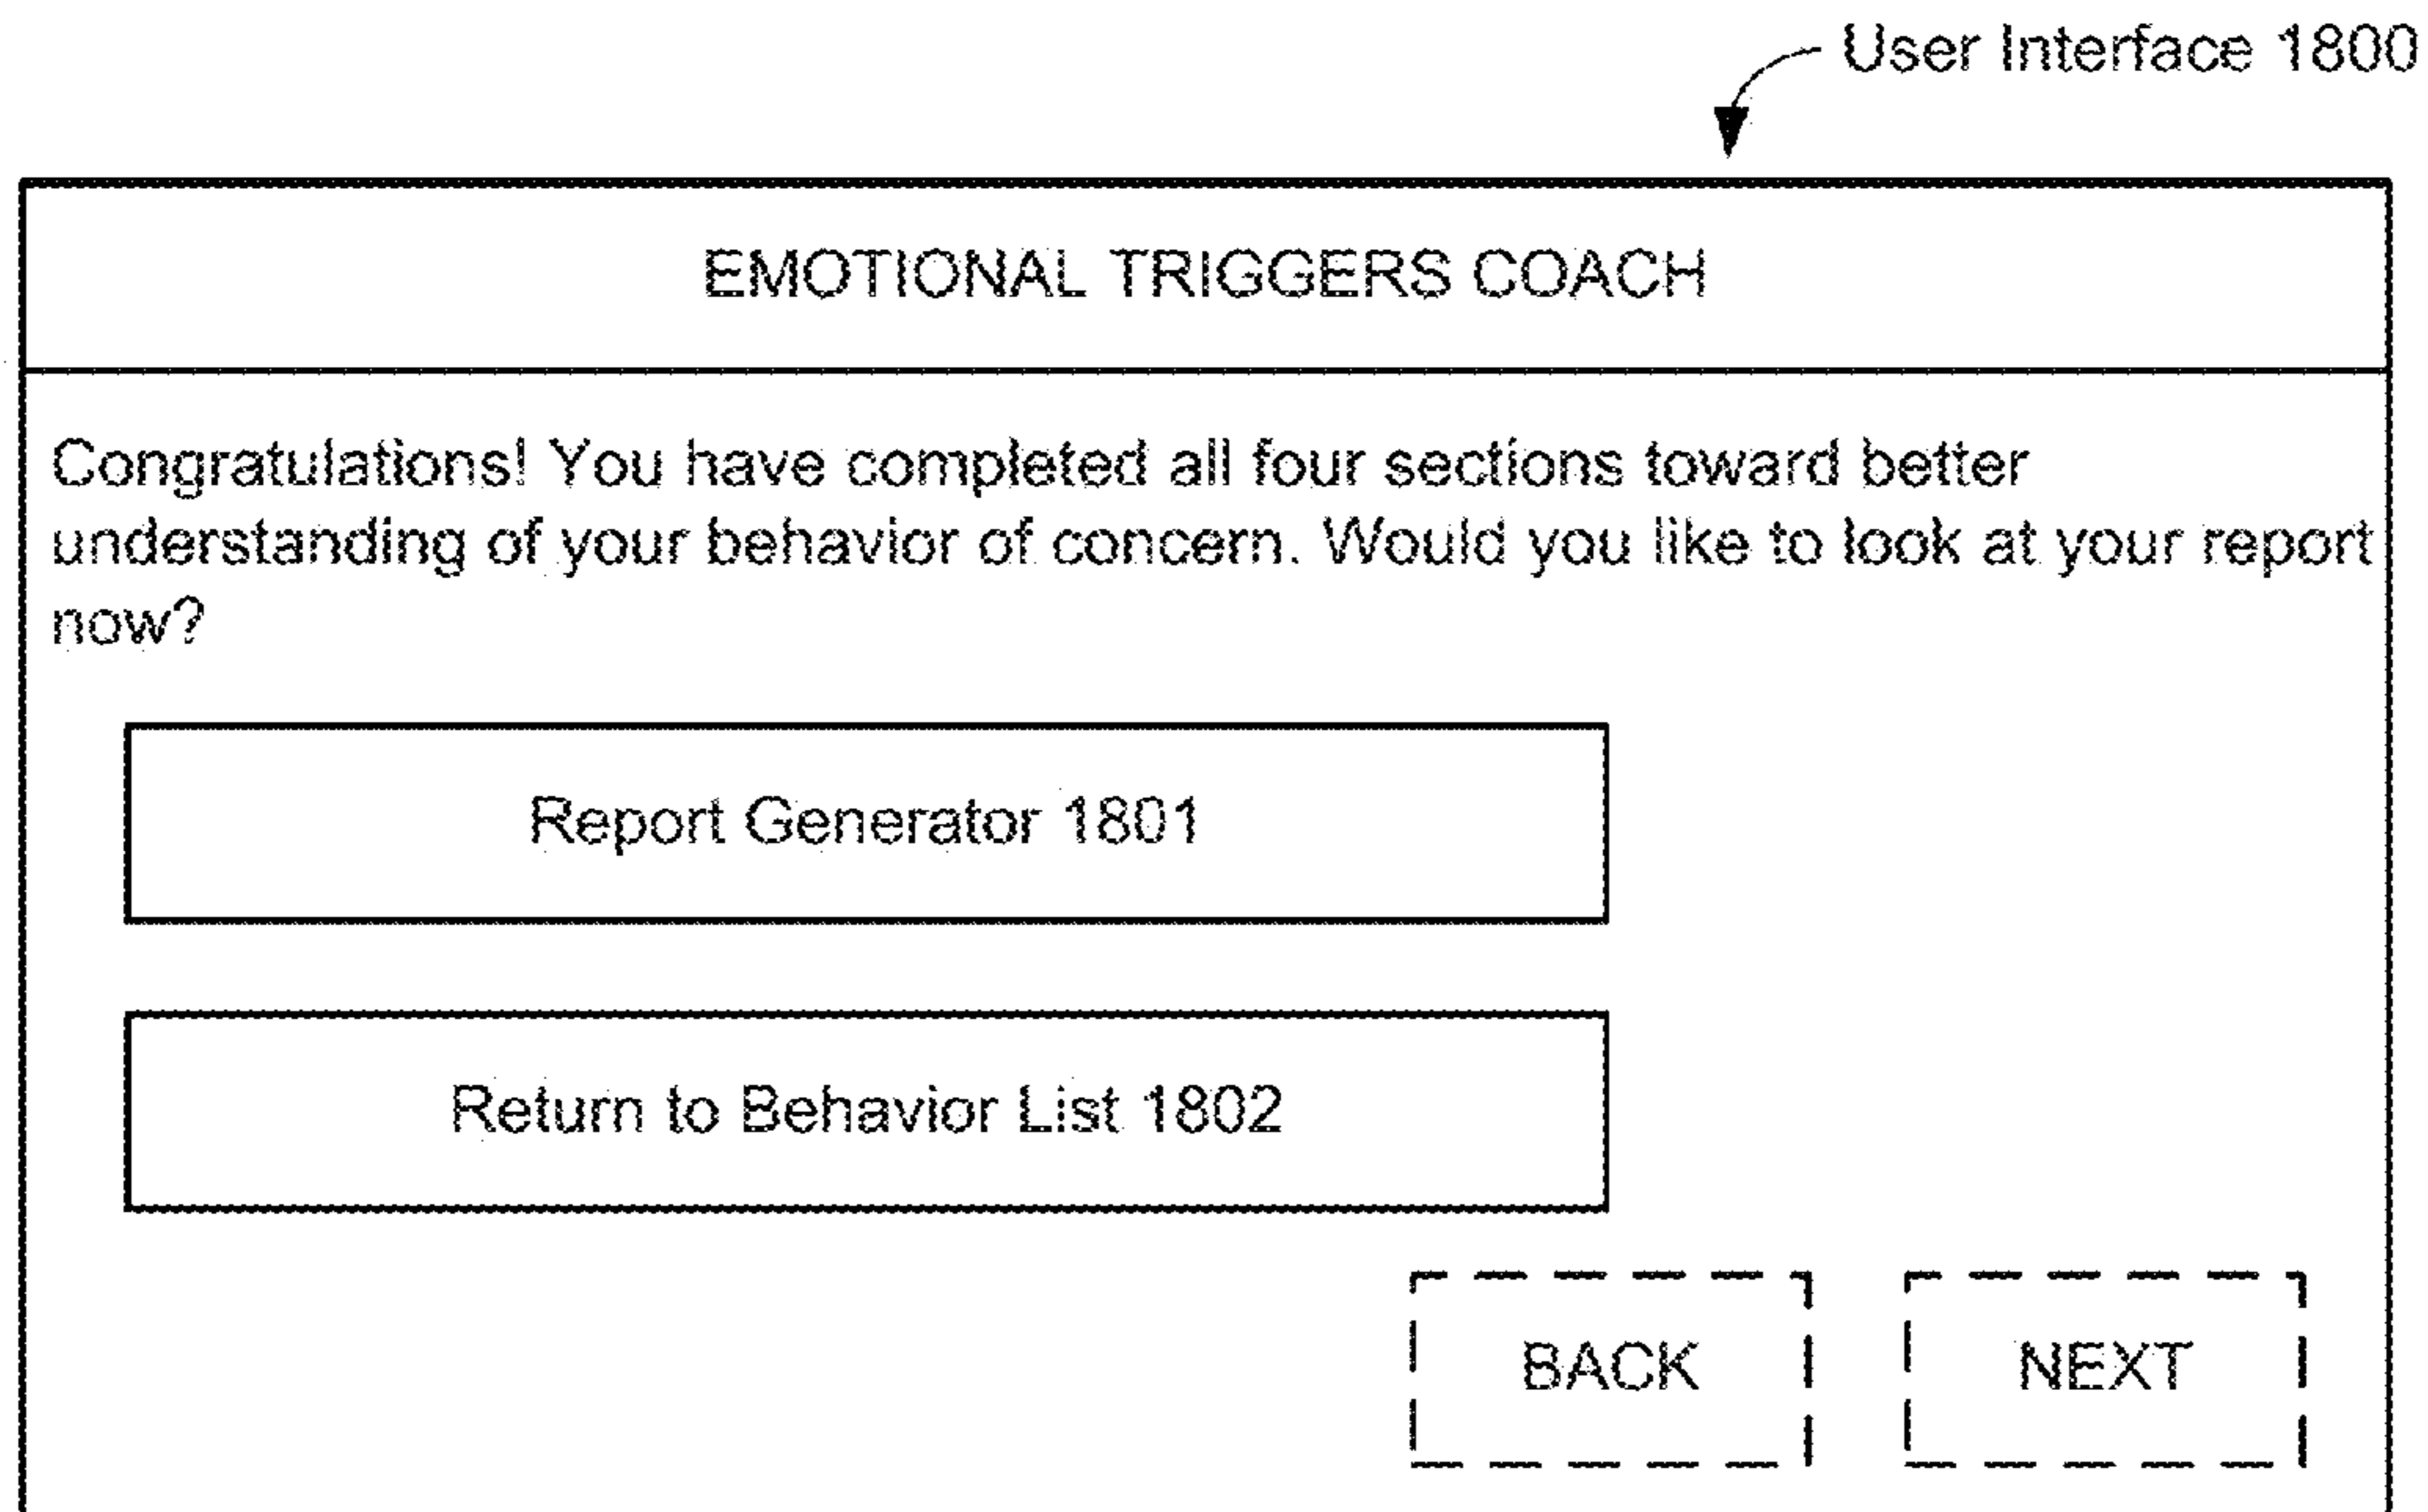 User Interface 1800
EMOTIONAL TRIGGERS COACH
Congratulations! You have completed all four sections toward better
understanding of your behavior of concern. Would you like to look at your report
now?
Report Generator 1801
Return to Behavior List 1802
BACK NEXT